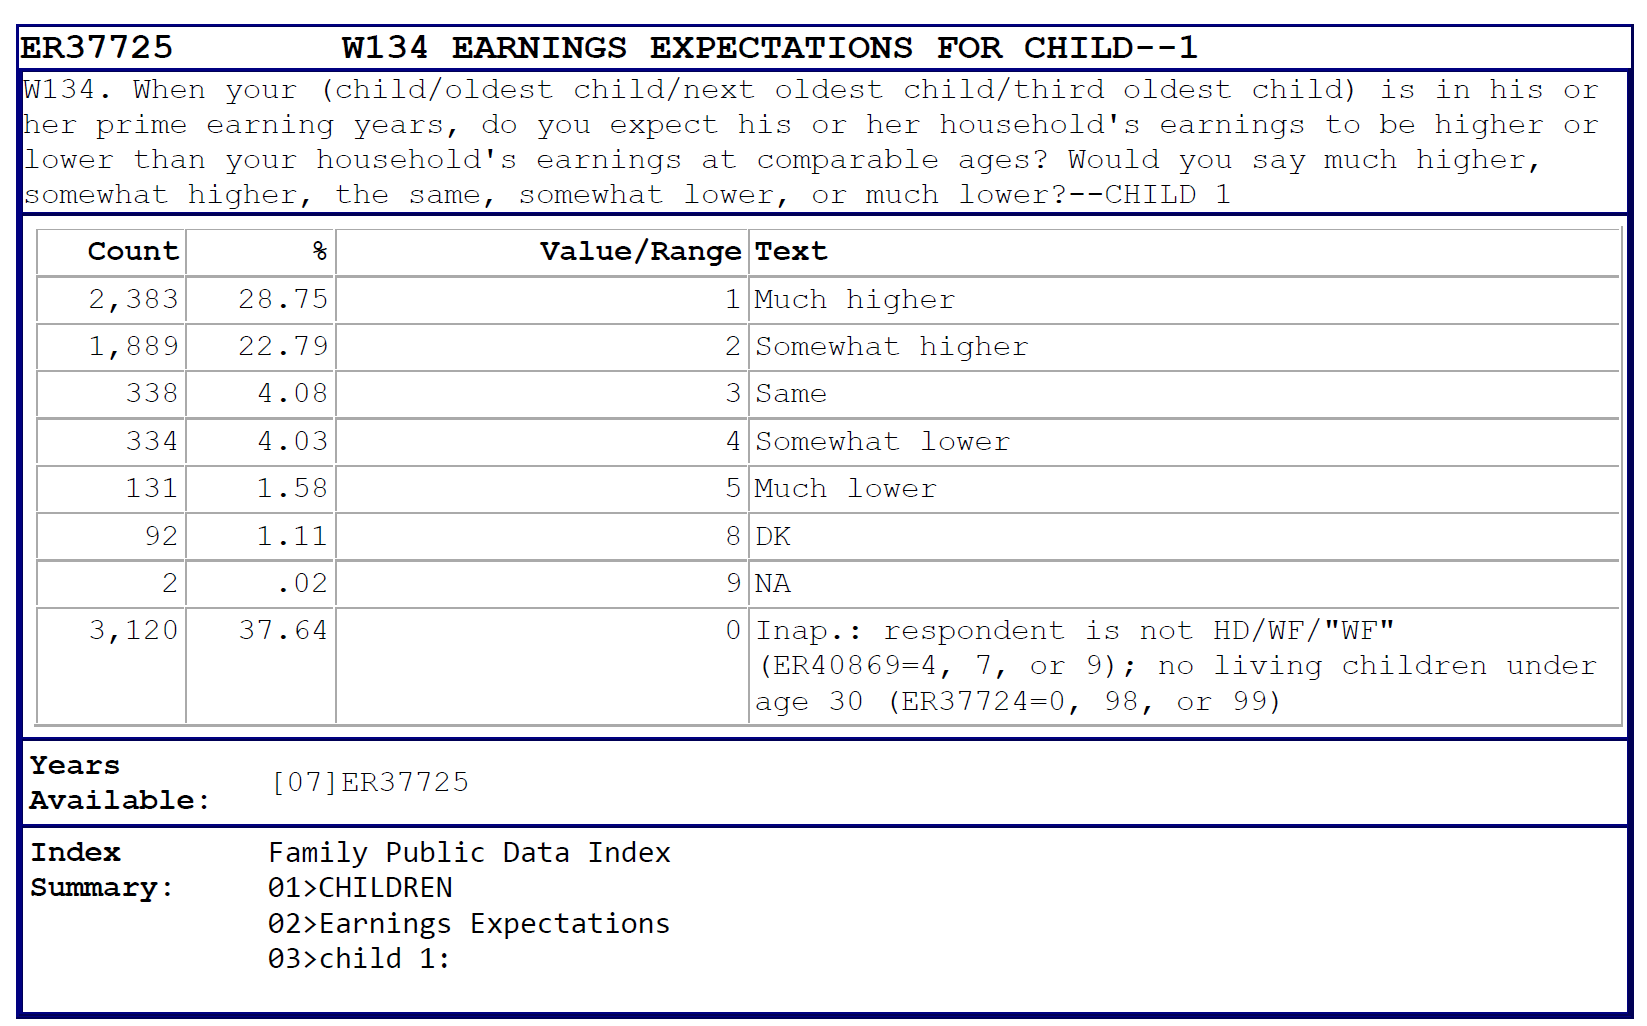 ER37725 W134 EARNINGS EXPECTATIONS FOR CHILD--1
W134. When your (child/oldest child/next oldest child/third oldest child) is in his or
her prime earning years, do you expect his or her household's earnings to be higher or
lower than your household's earnings at comparable ages? Would you say much higher,
somewhat higher, the same, somewhat lower, or much lower?--CHILD 1
Count % Value/Range Text
2,383 28.75 1 Much higher
1,889 22.79 2 Somewhat higher
338 4.08 3 Same
334 4.03 4 Somewhat lower
131 1.58 5 Much lower
92 1.11 8 DK
2 .02 9 NA
3,120 37.64 0 Inap.: respondent is not HD/WF/"WF"
(ER40869=4, 7, or 9); no living children under
age 30 (ER37724=0, 98, or 99)
Years
Available: [07]ER37725
Index Family Public Data Index
Summary: 01>CHILDREN
02>Earnings Expectations
03>child 1: